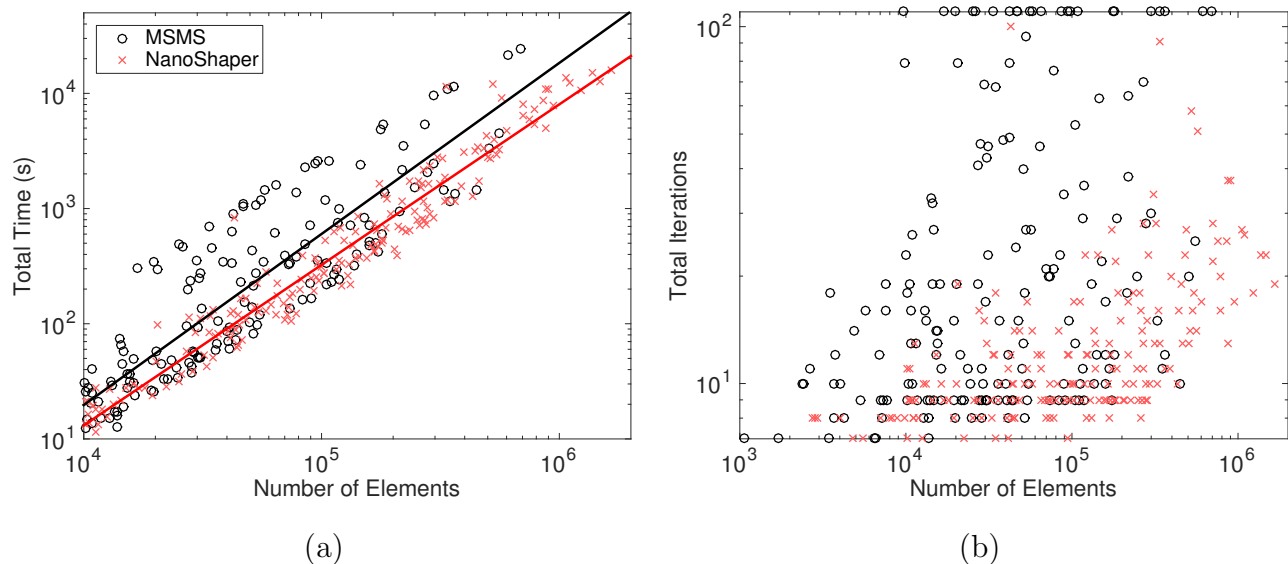 MSMS
NanoShaper
Total Time (s)
10^4
10^3
10^2
10^1
10^4
10^5
10^6
Number of Elements
(a)
Total Iterations
10^2
10^1
10^3
10^4
10^5
10^6
Number of Elements
(b)